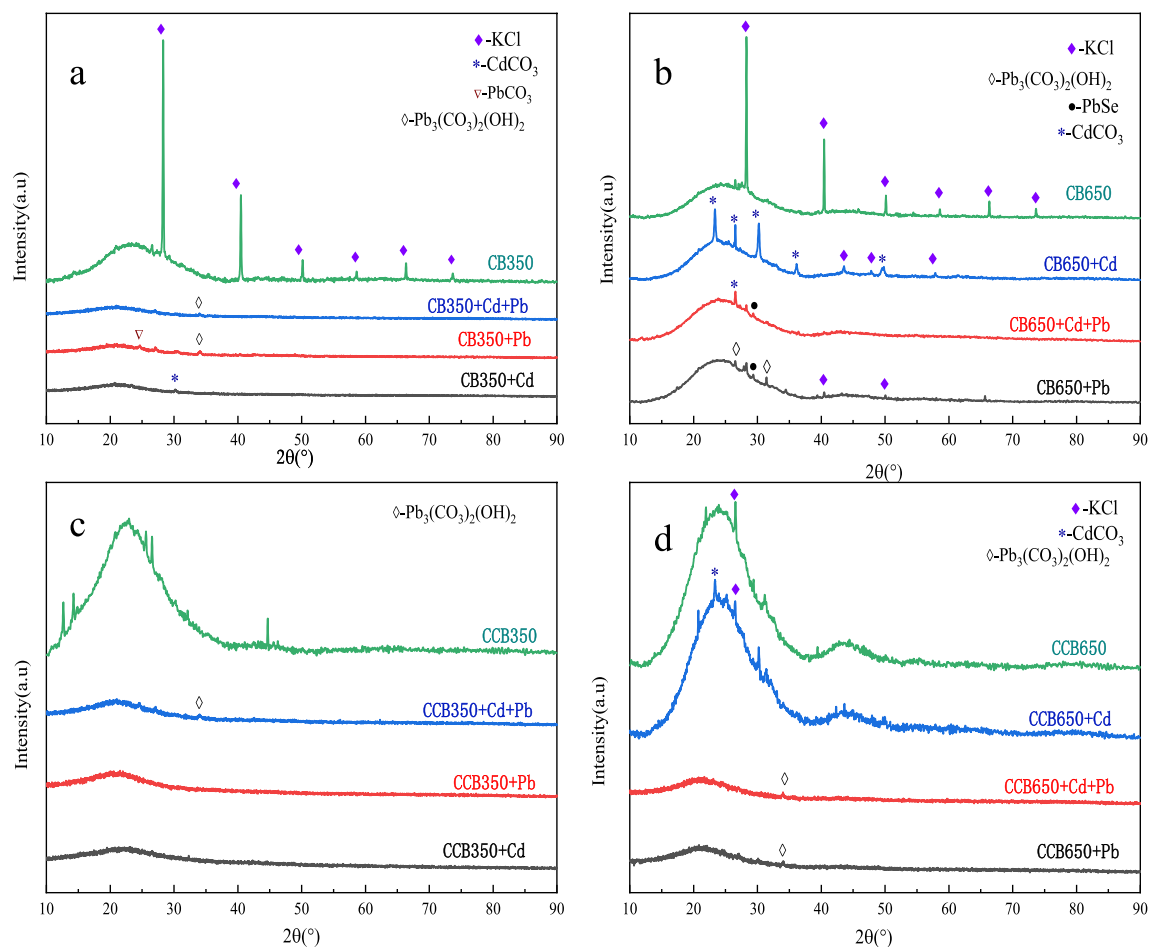 a
♦-KCl
*-CdCO₃
▽-PbCO₃
◊-Pb₃(CO₃)₂(OH)₂
CB350
CB350+Cd+Pb
CB350+Pb
CB350+Cd
Intensity(a.u)
10 20 30 40 50 60 70 80 90
2θ(°)
b
♦-KCl
◊-Pb₃(CO₃)₂(OH)₂
●-PbSe
*-CdCO₃
CB650
CB650+Cd
CB650+Cd+Pb
CB650+Pb
Intensity(a.u)
10 20 30 40 50 60 70 80 90
2θ(°)
c
◊-Pb₃(CO₃)₂(OH)₂
CCB350
CCB350+Cd+Pb
CCB350+Pb
CCB350+Cd
Intensity(a.u)
10 20 30 40 50 60 70 80 90
2θ(°)
d
♦-KCl
*-CdCO₃
◊-Pb₃(CO₃)₂(OH)₂
CCB650
CCB650+Cd
CCB650+Cd+Pb
CCB650+Pb
Intensity(a.u)
10 20 30 40 50 60 70 80 90
2θ(°)